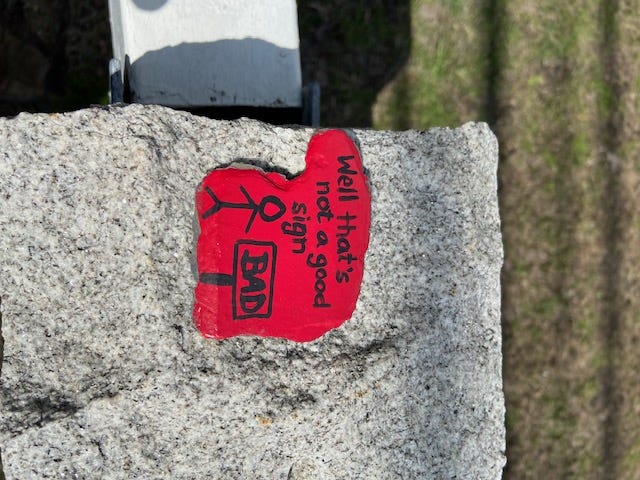 Well that's
not a good
sign
BAD